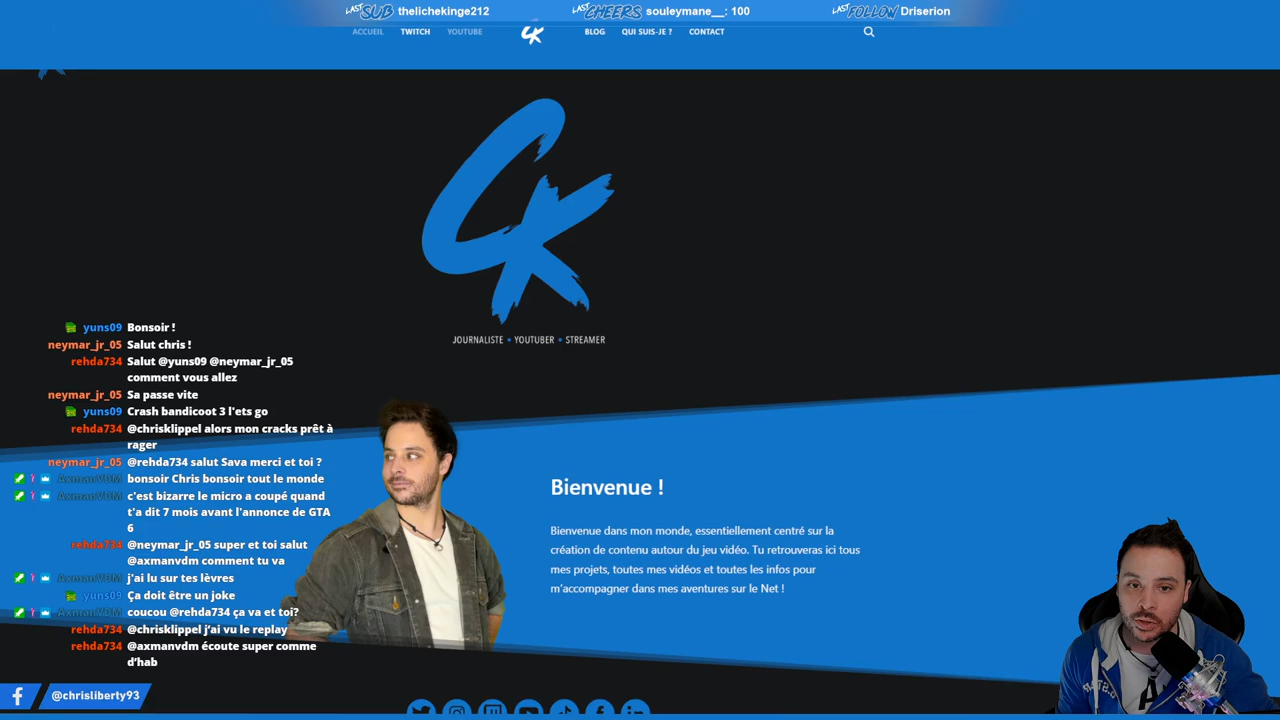 LAST SUB thelichekinge212 LAST CHEERS souleymane__: 100 LAST FOLLOW Driserion
ACCUEIL TWITCH YOUTUBE CK BLOG QUI SUIS-JE ? CONTACT
CK
JOURNALISTE • YOUTUBER • STREAMER
yuns09 Bonsoir !
neymar_jr_05 Salut chris !
rehda734 Salut @yuns09 @neymar_jr_05
comment vous allez
neymar_jr_05 Sa passe vite
yuns09 Crash bandicoot 3 l'ets go
rehda734 @chrisklippel alors mon cracks prêt à
rager
neymar_jr_05 @rehda734 salut Sava merci et toi ?
AxmanVDM bonsoir Chris bonsoir tout le monde
AxmanVDM c'est bizarre le micro a coupé quand
t'a dit 7 mois avant l'annonce de GTA
6
rehda734 @neymar_jr_05 super et toi salut
@axmanvdm comment tu va
AxmanVDM j'ai lu sur tes lèvres
yuns09 Ça doit être un joke
AxmanVDM coucou @rehda734 ça va et toi?
rehda734 @chrisklippel j'ai vu le replay
rehda734 @axmanvdm écoute super comme
d'hab
Bienvenue !
Bienvenue dans mon monde, essentiellement centré sur la
création de contenu autour du jeu vidéo. Tu retrouveras ici tous
mes projets, toutes mes vidéos et toutes les infos pour
m'accompagner dans mes aventures sur le Net !
@chrisliberty93